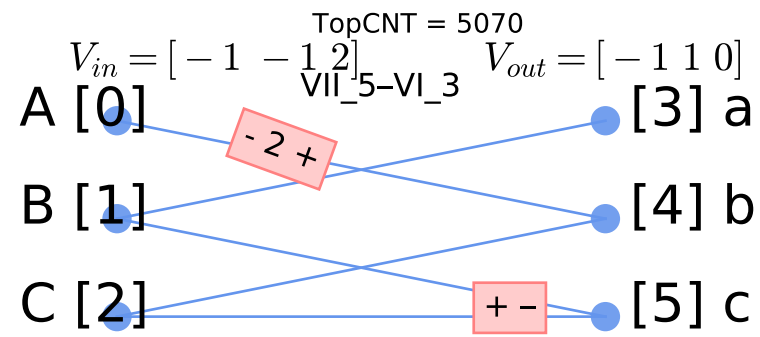 TopCNT = 5070
V_in = [ − 1 − 1 2] V_out = [ − 1 1 0]
VII_5–VI_3
A [0] [3] a
- 2 +
B [1] [4] b
C [2] [5] c
+ –